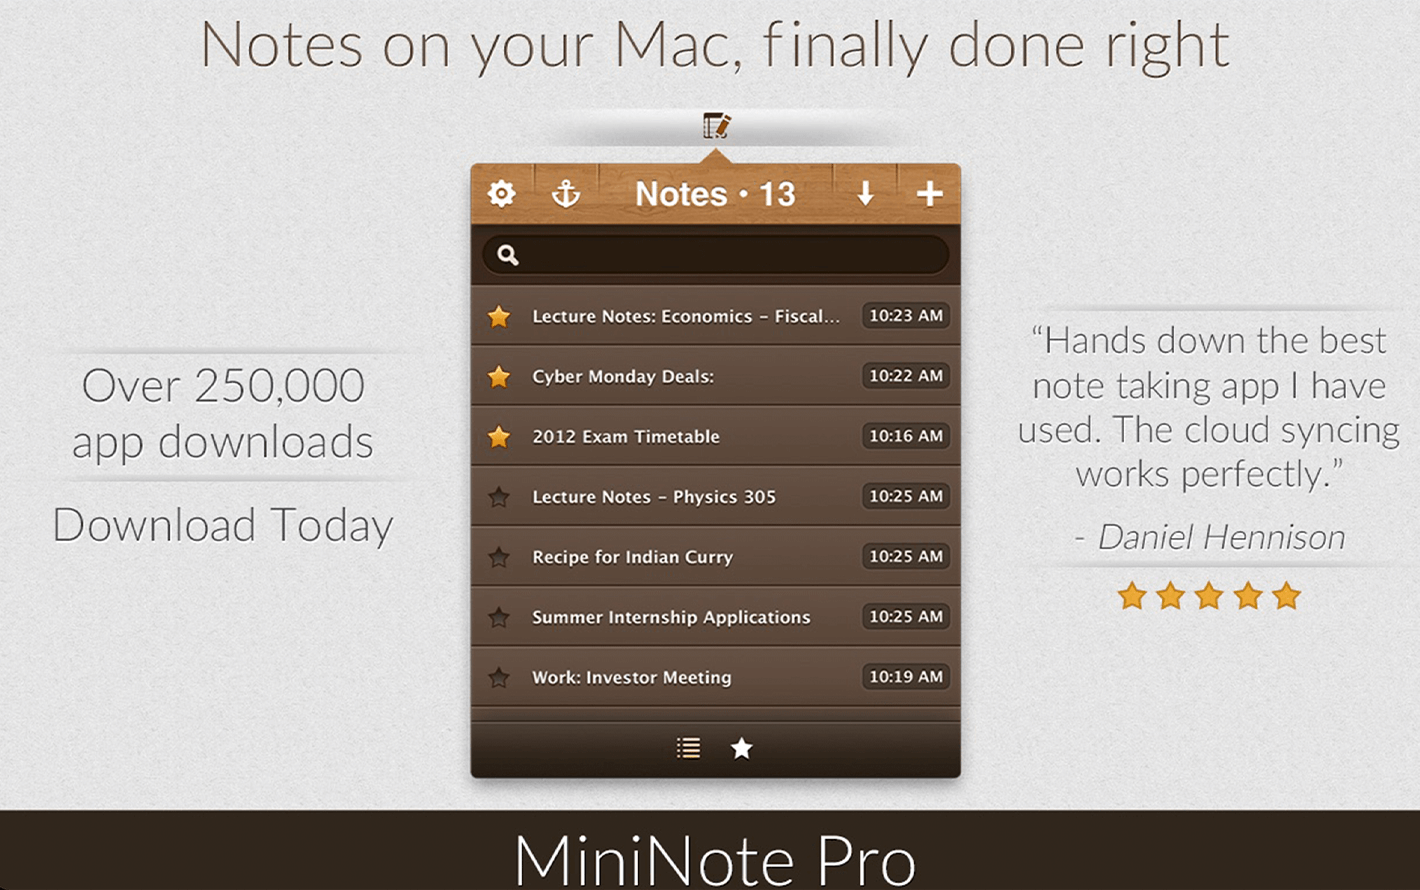 Notes on your Mac, finally done right
Notes • 13
Lecture Notes: Economics – Fiscal... 10:23 AM
Cyber Monday Deals: 10:22 AM
2012 Exam Timetable 10:16 AM
Lecture Notes – Physics 305 10:25 AM
Recipe for Indian Curry 10:25 AM
Summer Internship Applications 10:25 AM
Work: Investor Meeting 10:19 AM
Over 250,000
app downloads
Download Today
“Hands down the best
note taking app I have
used. The cloud syncing
works perfectly.”
- Daniel Hennison
MiniNote Pro